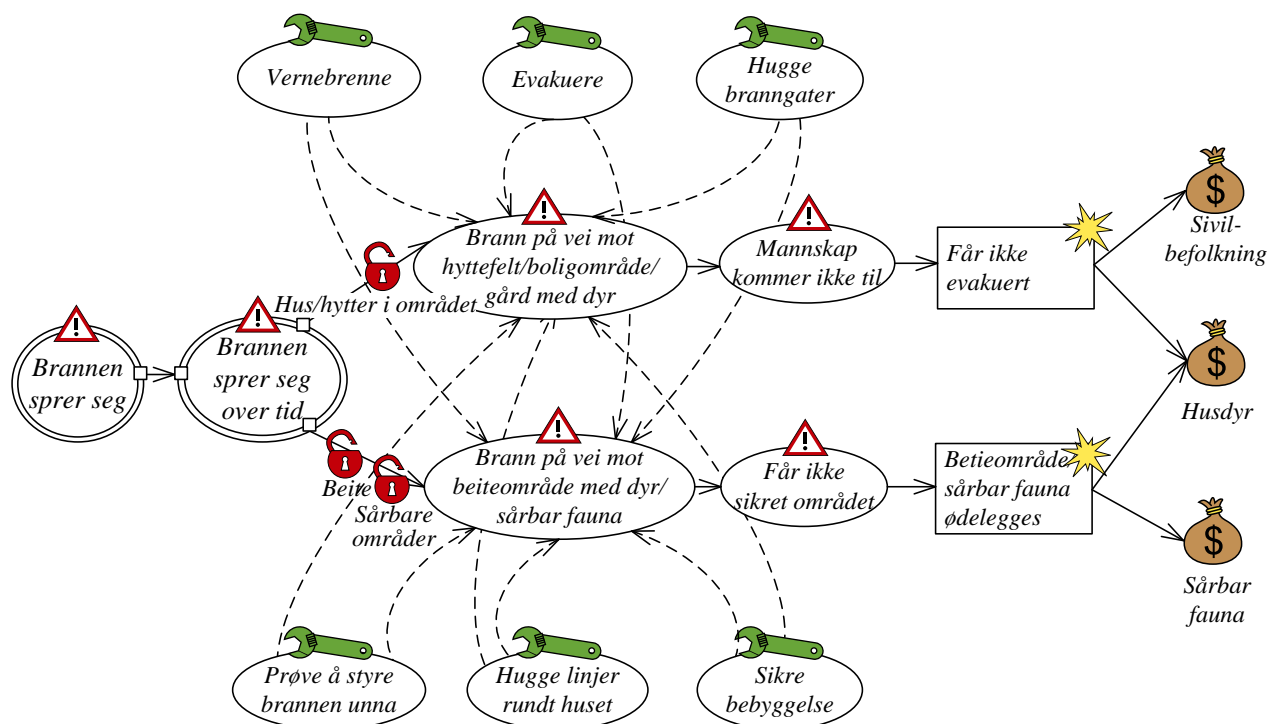 Vernebrenne
Evakuere
Hugge
branngater
Brann på vei mot
hyttefelt/boligområde/
gård med dyr
Mannskap
kommer ikke til
Får ikke
evakuert
$
Sivil-
befolkning
Hus/hytter i området
Brannen
sprer seg
Brannen
sprer seg
over tid
$
Husdyr
Beite
Sårbare
områder
Brann på vei mot
beiteområde med dyr/
sårbar fauna
Får ikke
sikret området
Betieområde/
sårbar fauna
ødelegges
$
Sårbar
fauna
Prøve å styre
brannen unna
Hugge linjer
rundt huset
Sikre
bebyggelse